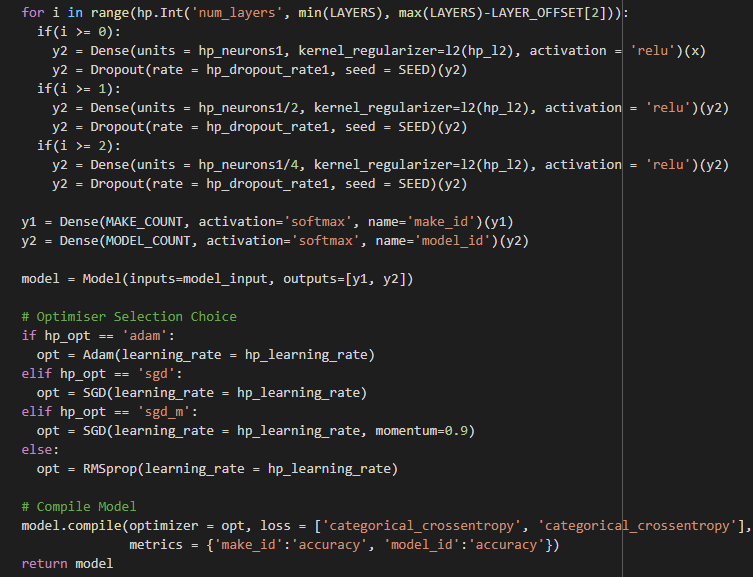 for i in range(hp.Int('num_layers', min(LAYERS), max(LAYERS)-LAYER_OFFSET[2])):
  if(i >= 0):
    y2 = Dense(units = hp_neurons1, kernel_regularizer=l2(hp_l2), activation = 'relu')(x)
    y2 = Dropout(rate = hp_dropout_rate1, seed = SEED)(y2)
  if(i >= 1):
    y2 = Dense(units = hp_neurons1/2, kernel_regularizer=l2(hp_l2), activation = 'relu')(y2)
    y2 = Dropout(rate = hp_dropout_rate1, seed = SEED)(y2)
  if(i >= 2):
    y2 = Dense(units = hp_neurons1/4, kernel_regularizer=l2(hp_l2), activation = 'relu')(y2)
    y2 = Dropout(rate = hp_dropout_rate1, seed = SEED)(y2)

y1 = Dense(MAKE_COUNT, activation='softmax', name='make_id')(y1)
y2 = Dense(MODEL_COUNT, activation='softmax', name='model_id')(y2)

model = Model(inputs=model_input, outputs=[y1, y2])

# Optimiser Selection Choice
if hp_opt == 'adam':
  opt = Adam(learning_rate = hp_learning_rate)
elif hp_opt == 'sgd':
  opt = SGD(learning_rate = hp_learning_rate)
elif hp_opt == 'sgd_m':
  opt = SGD(learning_rate = hp_learning_rate, momentum=0.9)
else:
  opt = RMSprop(learning_rate = hp_learning_rate)

# Compile Model
model.compile(optimizer = opt, loss = ['categorical_crossentropy', 'categorical_crossentropy'],
              metrics = {'make_id':'accuracy', 'model_id':'accuracy'})
return model